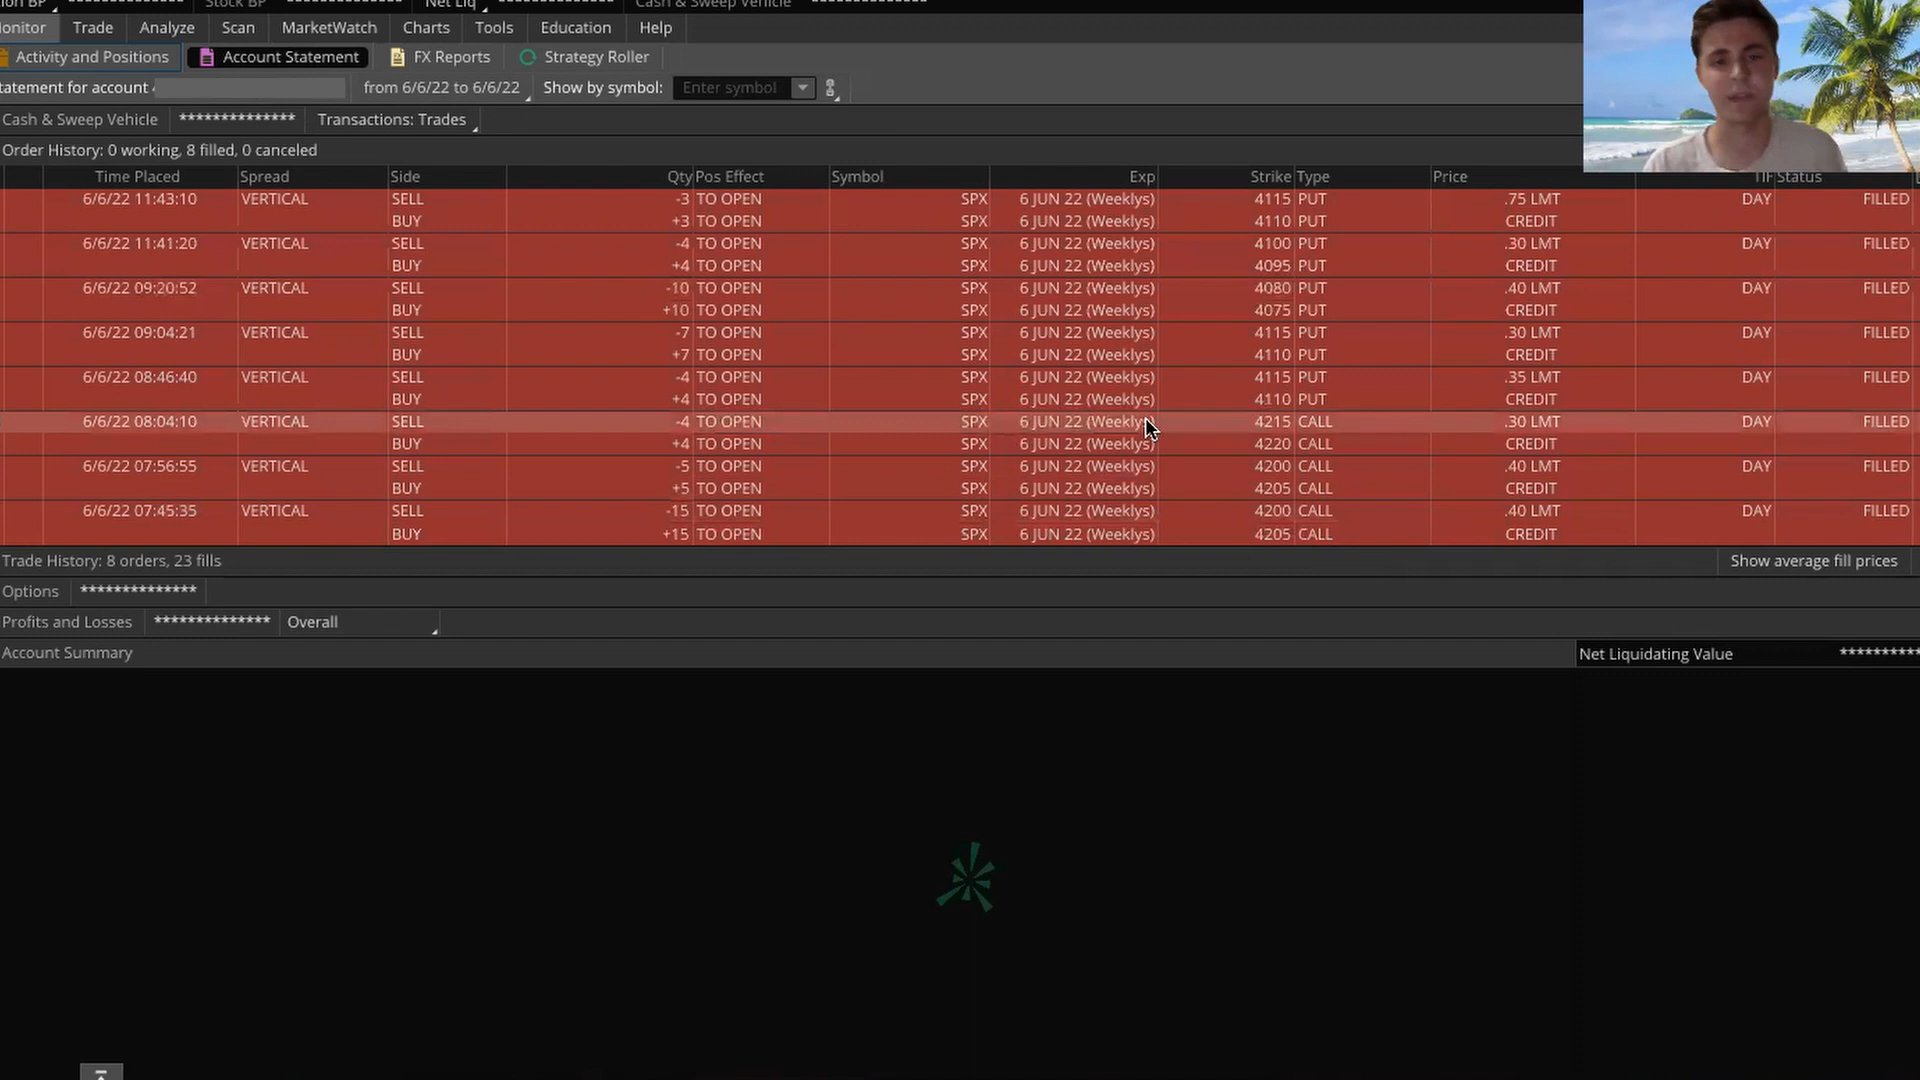 Stock BP ************** Net Liq ************** Cash & Sweep Vehicle **************
Trade Analyze Scan MarketWatch Charts Tools Education Help
Activity and Positions Account Statement FX Reports Strategy Roller
from 6/6/22 to 6/6/22 Show by symbol: Enter symbol
Cash & Sweep Vehicle ************** Transactions: Trades
Order History: 0 working, 8 filled, 0 canceled
Time Placed Spread Side Qty Pos Effect Symbol Exp Strike Type Price TIF Status
6/6/22 11:43:10 VERTICAL SELL -3 TO OPEN SPX 6 JUN 22 (Weeklys) 4115 PUT .75 LMT DAY FILLED
BUY +3 TO OPEN SPX 6 JUN 22 (Weeklys) 4110 PUT CREDIT
6/6/22 11:41:20 VERTICAL SELL -4 TO OPEN SPX 6 JUN 22 (Weeklys) 4100 PUT .30 LMT DAY FILLED
BUY +4 TO OPEN SPX 6 JUN 22 (Weeklys) 4095 PUT CREDIT
6/6/22 09:20:52 VERTICAL SELL -10 TO OPEN SPX 6 JUN 22 (Weeklys) 4080 PUT .40 LMT DAY FILLED
BUY +10 TO OPEN SPX 6 JUN 22 (Weeklys) 4075 PUT CREDIT
6/6/22 09:04:21 VERTICAL SELL -7 TO OPEN SPX 6 JUN 22 (Weeklys) 4115 PUT .30 LMT DAY FILLED
BUY +7 TO OPEN SPX 6 JUN 22 (Weeklys) 4110 PUT CREDIT
6/6/22 08:46:40 VERTICAL SELL -4 TO OPEN SPX 6 JUN 22 (Weeklys) 4115 PUT .35 LMT DAY FILLED
BUY +4 TO OPEN SPX 6 JUN 22 (Weeklys) 4110 PUT CREDIT
6/6/22 08:04:10 VERTICAL SELL -4 TO OPEN SPX 6 JUN 22 (Weeklys) 4215 CALL .30 LMT DAY FILLED
BUY +4 TO OPEN SPX 6 JUN 22 (Weeklys) 4220 CALL CREDIT
6/6/22 07:56:55 VERTICAL SELL -5 TO OPEN SPX 6 JUN 22 (Weeklys) 4200 CALL .40 LMT DAY FILLED
BUY +5 TO OPEN SPX 6 JUN 22 (Weeklys) 4205 CALL CREDIT
6/6/22 07:45:35 VERTICAL SELL -15 TO OPEN SPX 6 JUN 22 (Weeklys) 4200 CALL .40 LMT DAY FILLED
BUY +15 TO OPEN SPX 6 JUN 22 (Weeklys) 4205 CALL CREDIT
Trade History: 8 orders, 23 fills Show average fill prices
Options **************
Profits and Losses ************** Overall
Account Summary Net Liquidating Value **********